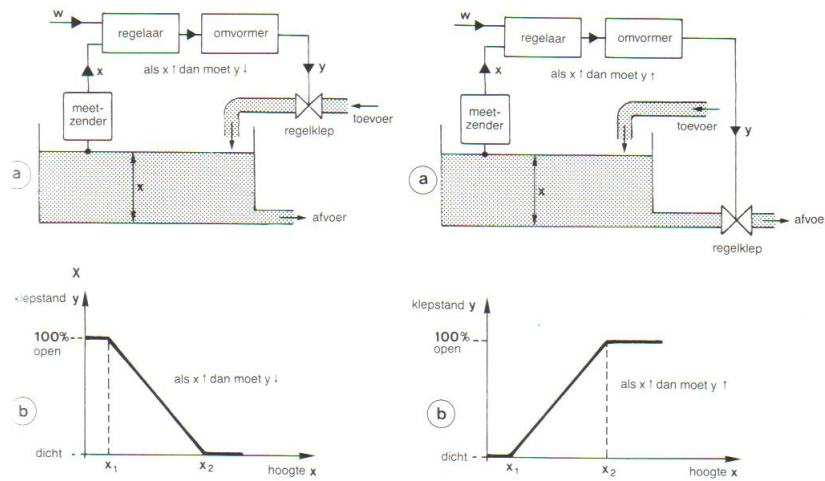 w
regelaar
omvormer
x
als x ↑ dan moet y ↓
y
meet-
zender
toevoer
regelklep
a
x
afvoer
w
regelaar
omvormer
x
als x ↑ dan moet y ↑
meet-
zender
toevoer
y
a
x
afvoe
regelklep
X
klepstand y
100%
open
als x ↑ dan moet y ↓
b
dicht
x₁
x₂
hoogte x
klepstand y
100%
open
als x ↑ dan moet y ↑
b
dicht
x₁
x₂
hoogte x